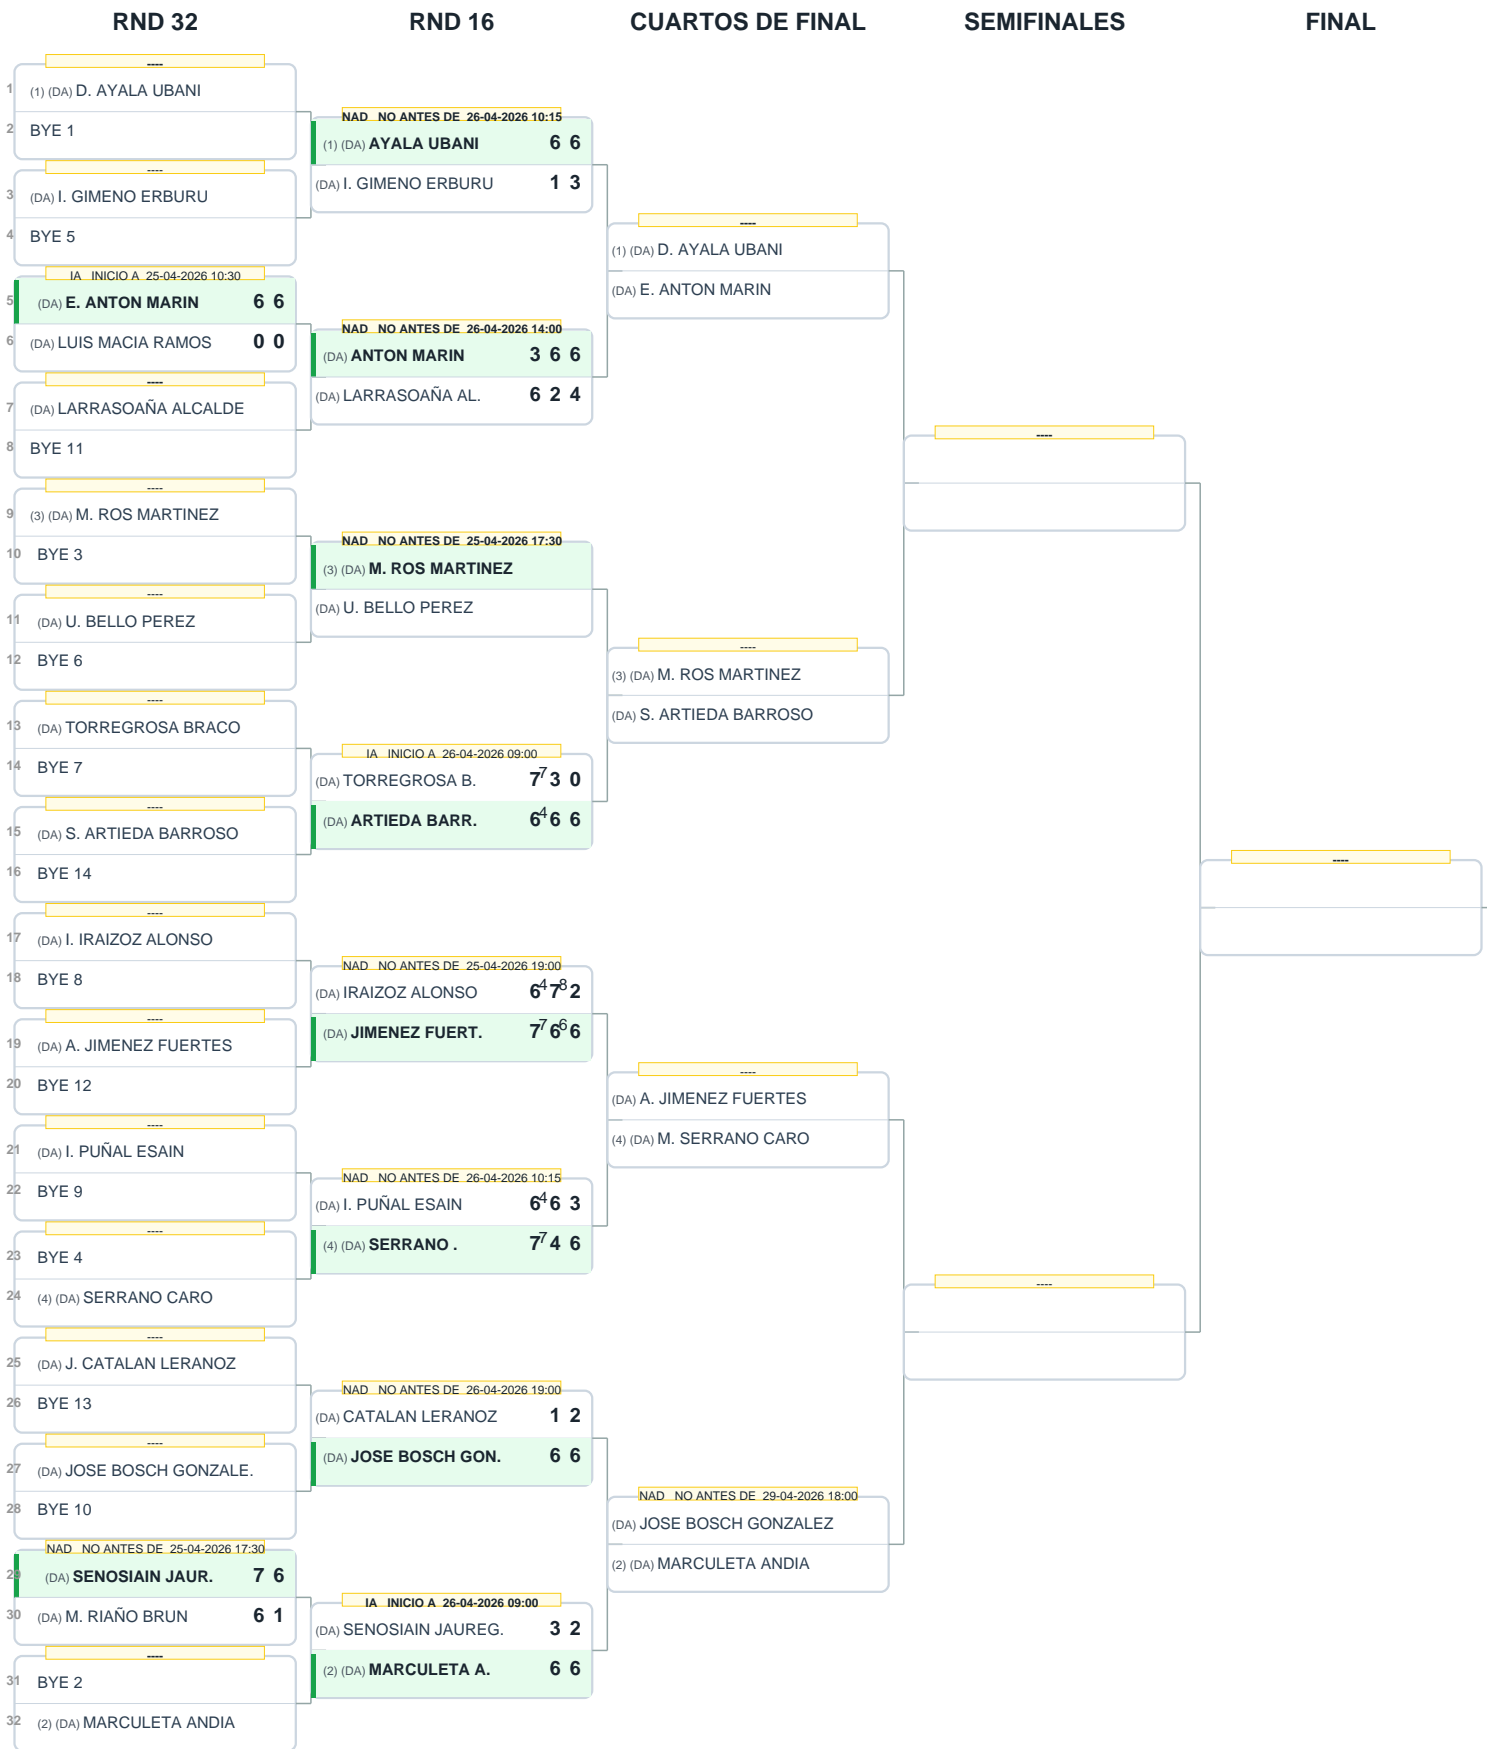 RND 32
RND 16
CUARTOS DE FINAL
SEMIFINALES
FINAL
----
1 (1) (DA) D. AYALA UBANI
2 BYE 1
----
3 (DA) I. GIMENO ERBURU
4 BYE 5
IA INICIO A 25-04-2026 10:30
5 (DA) E. ANTON MARIN 6 6
6 (DA) LUIS MACIA RAMOS 0 0
----
7 (DA) LARRASOAÑA ALCALDE
8 BYE 11
----
9 (3) (DA) M. ROS MARTINEZ
10 BYE 3
----
11 (DA) U. BELLO PEREZ
12 BYE 6
----
13 (DA) TORREGROSA BRACO
14 BYE 7
----
15 (DA) S. ARTIEDA BARROSO
16 BYE 14
----
17 (DA) I. IRAIZOZ ALONSO
18 BYE 8
----
19 (DA) A. JIMENEZ FUERTES
20 BYE 12
----
21 (DA) I. PUÑAL ESAIN
22 BYE 9
----
23 BYE 4
24 (4) (DA) SERRANO CARO
----
25 (DA) J. CATALAN LERANOZ
26 BYE 13
----
27 (DA) JOSE BOSCH GONZALE.
28 BYE 10
NAD NO ANTES DE 25-04-2026 17:30
29 (DA) SENOSIAIN JAUR. 7 6
30 (DA) M. RIAÑO BRUN 6 1
----
31 BYE 2
32 (2) (DA) MARCULETA ANDIA
NAD NO ANTES DE 26-04-2026 10:15
(1) (DA) AYALA UBANI 6 6
(DA) I. GIMENO ERBURU 1 3
NAD NO ANTES DE 26-04-2026 14:00
(DA) ANTON MARIN 3 6 6
(DA) LARRASOAÑA AL. 6 2 4
NAD NO ANTES DE 25-04-2026 17:30
(3) (DA) M. ROS MARTINEZ
(DA) U. BELLO PEREZ
IA INICIO A 26-04-2026 09:00
(DA) TORREGROSA B. 7 7 3 0
(DA) ARTIEDA BARR. 6 4 6 6
NAD NO ANTES DE 25-04-2026 19:00
(DA) IRAIZOZ ALONSO 6 4 7 8 2
(DA) JIMENEZ FUERT. 7 7 6 6 6
NAD NO ANTES DE 26-04-2026 10:15
(DA) I. PUÑAL ESAIN 6 4 6 3
(4) (DA) SERRANO . 7 7 4 6
NAD NO ANTES DE 26-04-2026 19:00
(DA) CATALAN LERANOZ 1 2
(DA) JOSE BOSCH GON. 6 6
IA INICIO A 26-04-2026 09:00
(DA) SENOSIAIN JAUREG. 3 2
(2) (DA) MARCULETA A. 6 6
----
(1) (DA) D. AYALA UBANI
(DA) E. ANTON MARIN
----
(3) (DA) M. ROS MARTINEZ
(DA) S. ARTIEDA BARROSO
----
(DA) A. JIMENEZ FUERTES
(4) (DA) M. SERRANO CARO
NAD NO ANTES DE 29-04-2026 18:00
(DA) JOSE BOSCH GONZALEZ
(2) (DA) MARCULETA ANDIA
----
----
----